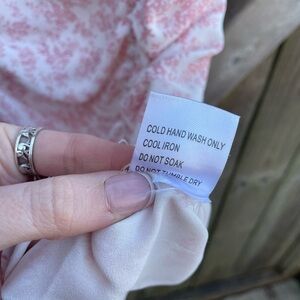 COLD HAND WASH ONLY
COOL IRON
DO NOT SOAK
DO NOT TUMBLE DRY